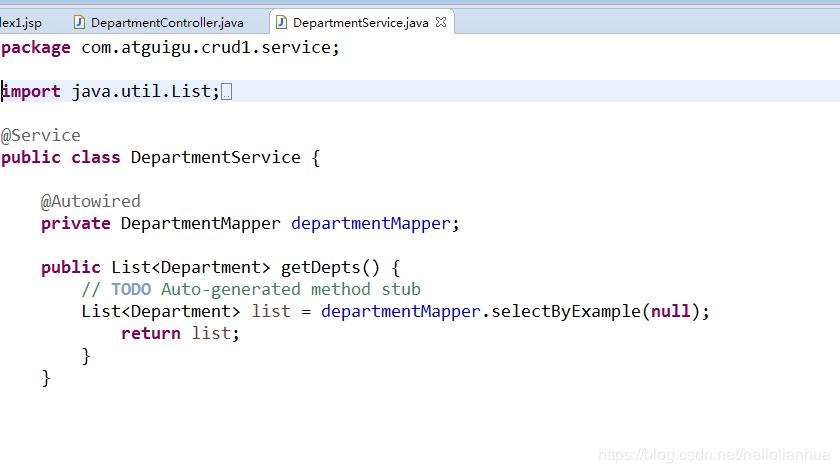 lex1.jsp DepartmentController.java DepartmentService.java
package com.atguigu.crud1.service;
import java.util.List;
@Service
public class DepartmentService {
@Autowired
private DepartmentMapper departmentMapper;
public List<Department> getDepts() {
// TODO Auto-generated method stub
List<Department> list = departmentMapper.selectByExample(null);
return list;
}
}
https://blog.csdn.net/hellolianhua